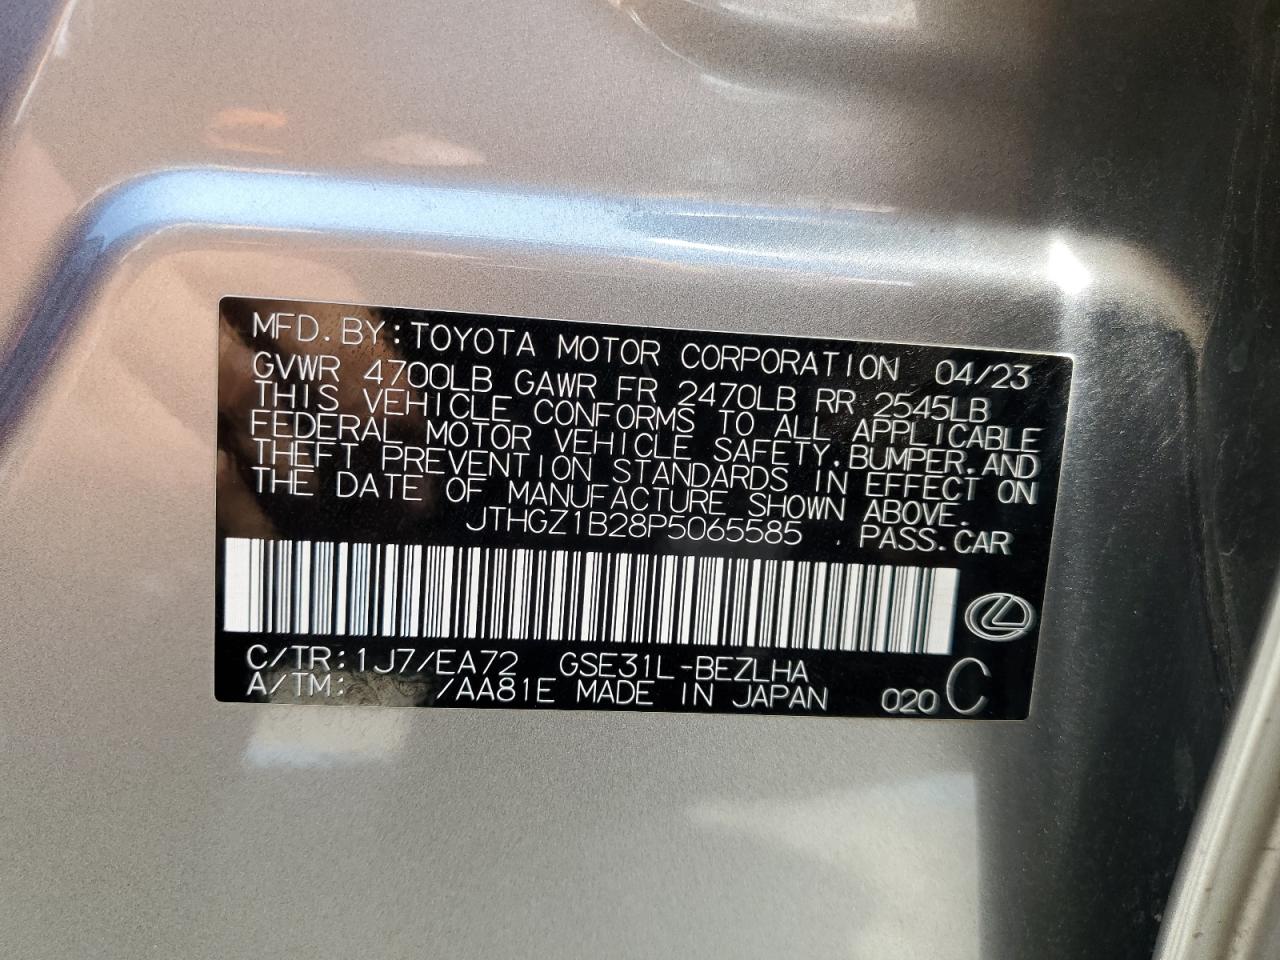 MFD. BY: TOYOTA MOTOR CORPORATION 04/23
GVWR 4700LB GAWR FR 2470LB RR 2545LB
THIS VEHICLE CONFORMS TO ALL APPLICABLE
FEDERAL MOTOR VEHICLE SAFETY, BUMPER, AND
THEFT PREVENTION STANDARDS IN EFFECT ON
THE DATE OF MANUFACTURE SHOWN ABOVE.
JTHGZ1B28P5065585 . PASS. CAR
C/TR: 1J7/EA72 GSE31L-BEZLHA
A/TM: /AA81E MADE IN JAPAN 020 C